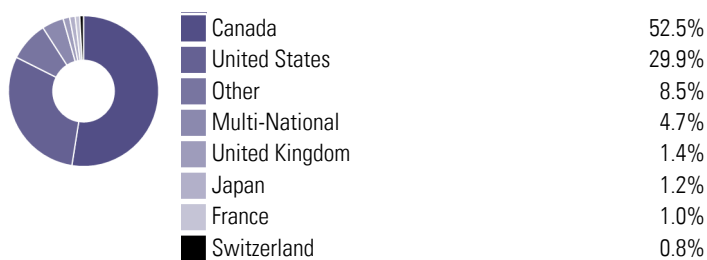 Canada 52.5%
United States 29.9%
Other 8.5%
Multi-National 4.7%
United Kingdom 1.4%
Japan 1.2%
France 1.0%
Switzerland 0.8%